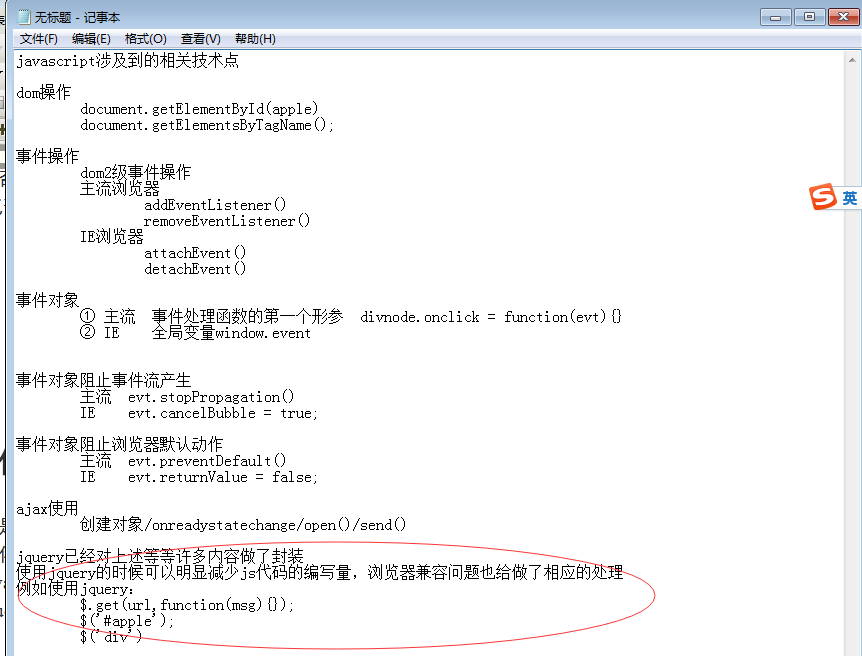 无标题 - 记事本
文件(F) 编辑(E) 格式(O) 查看(V) 帮助(H)
javascript涉及到的相关技术点
dom操作
document.getElementById(apple)
document.getElementsByTagName();
事件操作
dom2级事件操作
主流浏览器
addEventListener()
removeEventListener()
IE浏览器
attachEvent()
detachEvent()
英
事件对象
① 主流 事件处理函数的第一个形参 divnode.onclick = function(evt){}
② IE 全局变量window.event
事件对象阻止事件流产生
主流 evt.stopPropagation()
IE evt.cancelBubble = true;
事件对象阻止浏览器默认动作
主流 evt.preventDefault()
IE evt.returnValue = false;
ajax使用
创建对象/onreadystatechange/open()/send()
jquery已经对上述等等许多内容做了封装
使用jquery的时候可以明显减少js代码的编写量，浏览器兼容问题也给做了相应的处理
例如使用jquery:
$.get(url,function(msg){});
$('#apple');
$('div')